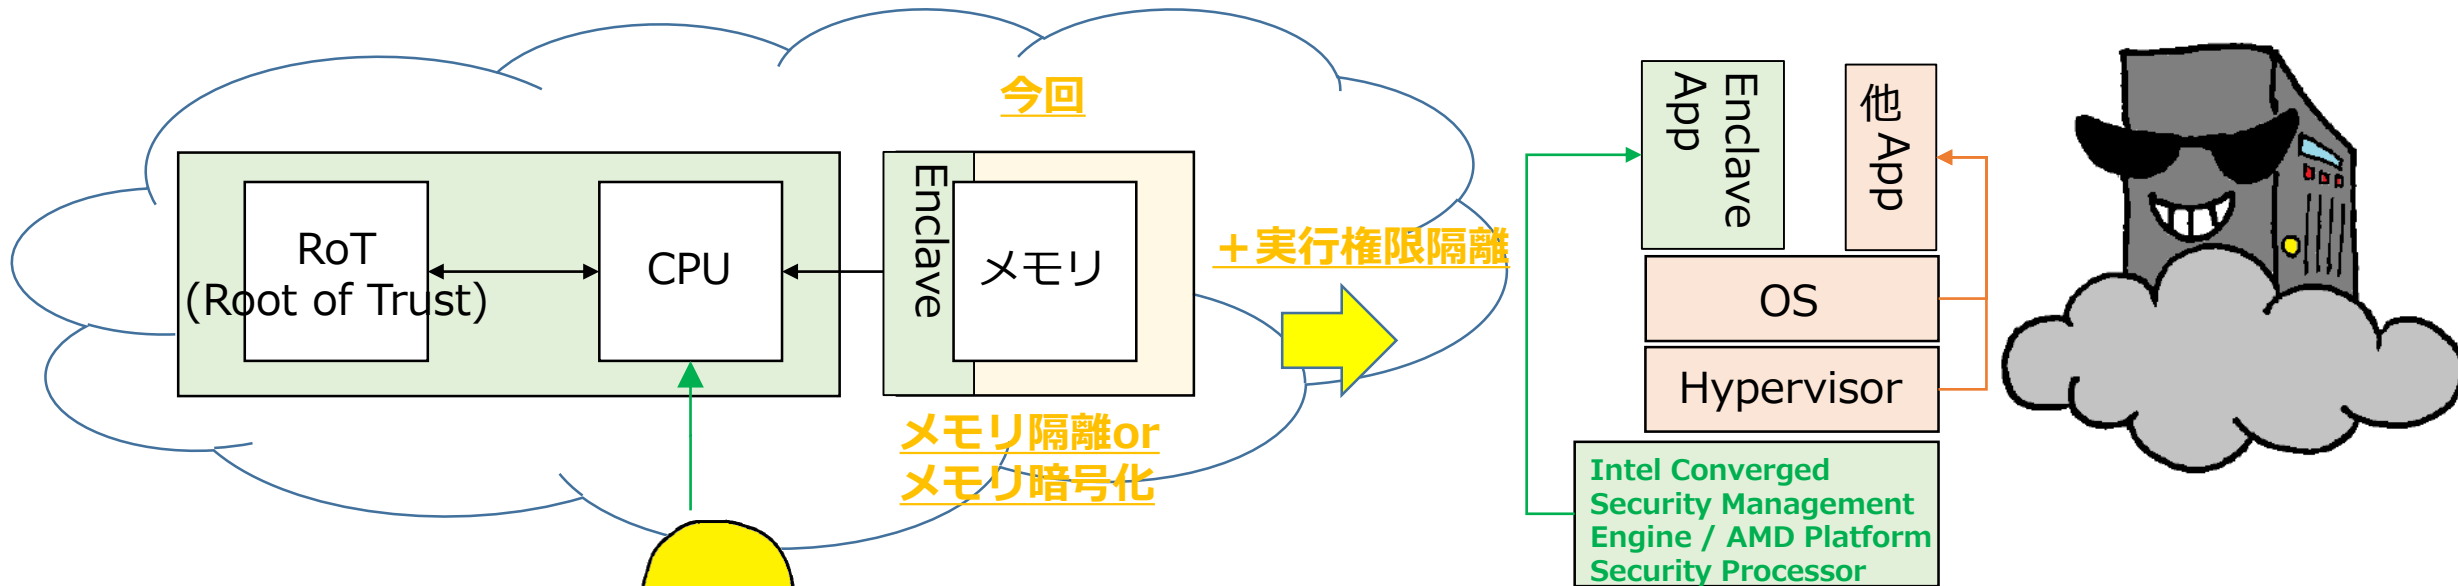 今回
RoT
(Root of Trust)
CPU
Enclave
メモリ
メモリ隔離or
メモリ暗号化
＋実行権限隔離
Enclave
App
他 App
OS
Hypervisor
Intel Converged
Security Management
Engine / AMD Platform
Security Processor